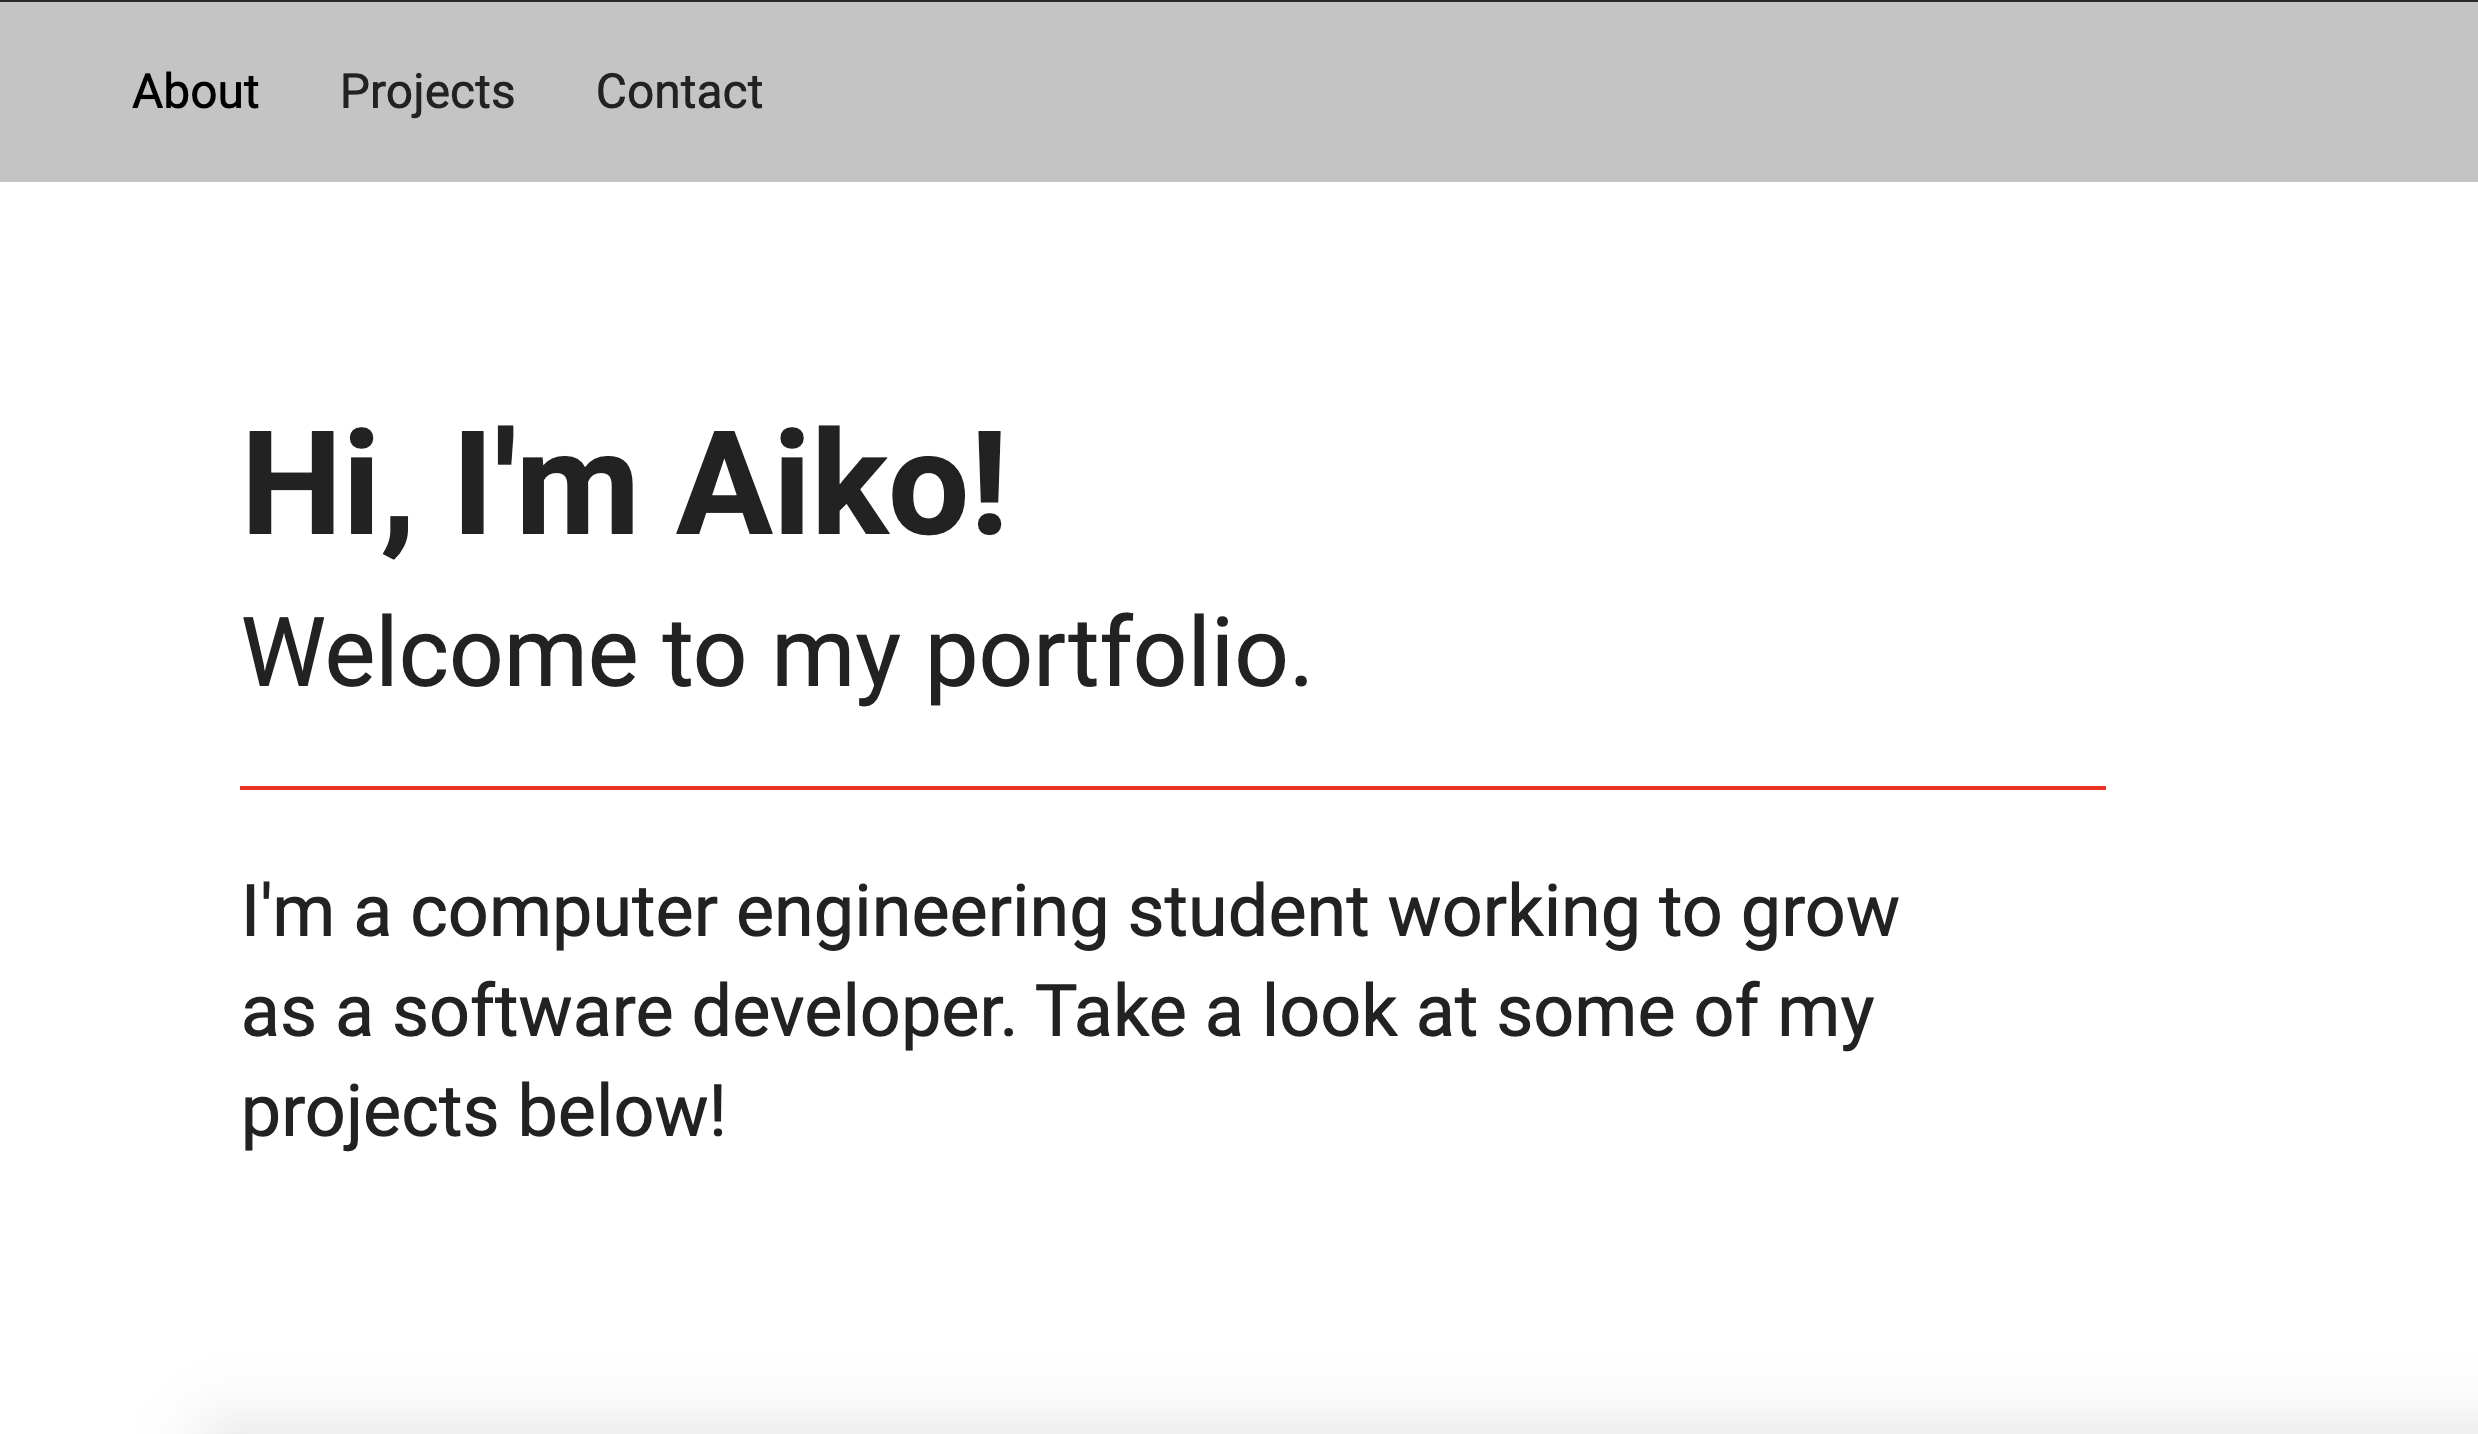 About Projects Contact
Hi, I'm Aiko!
Welcome to my portfolio.
I'm a computer engineering student working to grow
as a software developer. Take a look at some of my
projects below!